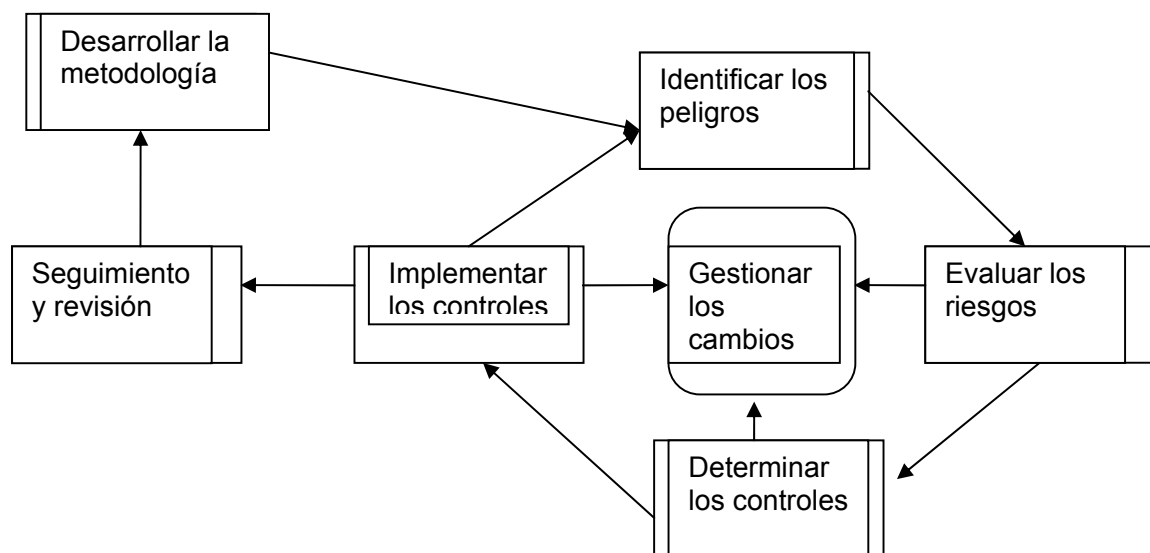 Desarrollar la
metodología
Identificar los
peligros
Seguimiento
y revisión
Implementar
los controles
Gestionar
los
cambios
Evaluar los
riesgos
Determinar
los controles